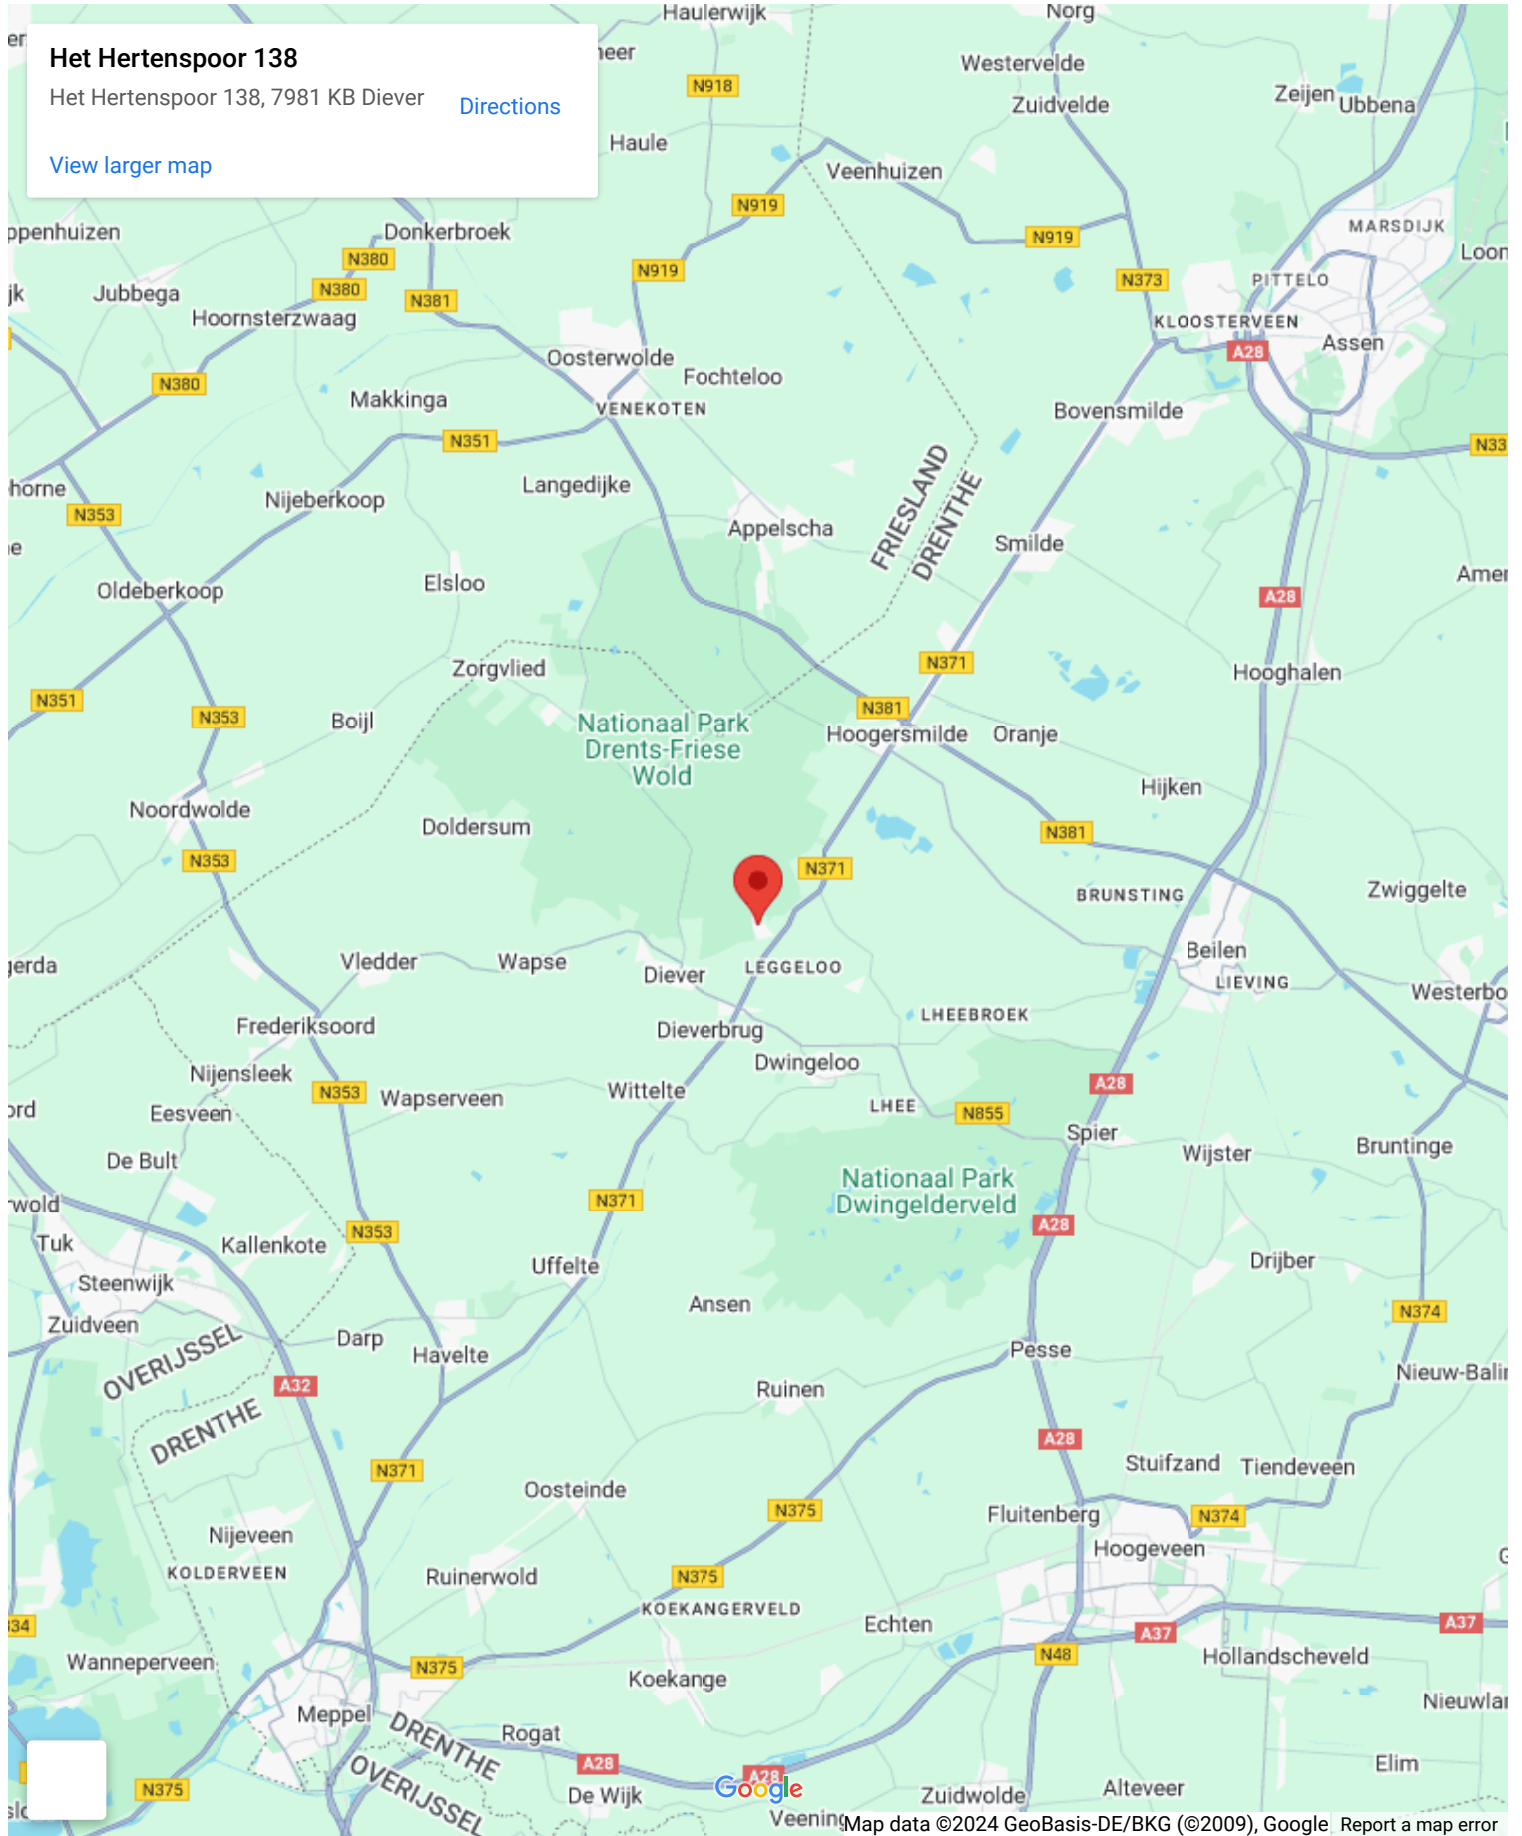 Het Hertenspoor 138
Het Hertenspoor 138, 7981 KB Diever
Directions
View larger map
Haulerwijk
Norg
Westervelde
N918
Zuidvelde
Zeijen
Ubbena
Haule
Veenhuizen
N919
Donkerbroek
N919
MARSDIJK
N380
N919
N373
PITTELO
Jubbega
N380
N381
Hoornsterzwaag
KLOOSTERVEEN
Assen
A28
Oosterwolde
Fochteloo
N380
Makkinga
VENEKOTEN
Bovensmilde
N351
N33
Langedijke
Nijeberkoop
N353
Appelscha
FRIESLAND
DRENTHE
Smilde
Elsloo
Oldeberkoop
A28
Zorgvlied
N371
Hooghalen
N351
N353
Boijl
N381
Nationaal Park
Drents-Friese
Wold
Hoogersmilde
Oranje
Hijken
Noordwolde
Doldersum
N381
N353
N371
BRUNSTING
Zwiggelte
Vledder
Wapse
Diever
LEGGELOO
Beilen
LIEVING
Frederiksoord
Dieverbrug
LHEEBROEK
Dwingeloo
Nijensleek
N353
Wapserveen
Wittelte
A28
Eesveen
LHEE
N855
Spier
Wijster
Bruntinge
De Bult
Nationaal Park
Dwingelderveld
N371
A28
Tuk
Kallenkote
N353
Uffelte
Drijber
Steenwijk
Ansen
Zuidveen
N374
Darp
Havelte
Pesse
OVERIJSSEL
DRENTHE
A32
Ruinen
A28
N371
Stuifzand
Tiendeveen
Oosteinde
N375
Fluitenberg
N374
Nijeveen
Hoogeveen
KOLDERVEEN
Ruinerwold
N375
KOEKANGERVELD
Echten
A37
A37
Wanneperveen
N375
N48
Hollandscheveld
Koekange
Meppel
DRENTHE
OVERIJSSEL
Rogat
A28
A28
Elim
N375
De Wijk
Google
Zuidwolde
Alteveer
Map data ©2024 GeoBasis-DE/BKG (©2009), Google
Report a map error